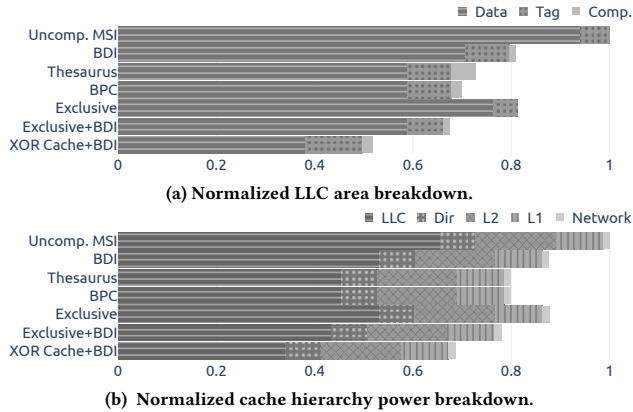 Data Tag Comp.
Uncomp. MSI
BDI
Thesaurus
BPC
Exclusive
Exclusive+BDI
XOR Cache+BDI
0 0.2 0.4 0.6 0.8 1
(a) Normalized LLC area breakdown.
LLC Dir L2 L1 Network
Uncomp. MSI
BDI
Thesaurus
BPC
Exclusive
Exclusive+BDI
XOR Cache+BDI
0 0.2 0.4 0.6 0.8 1
(b) Normalized cache hierarchy power breakdown.